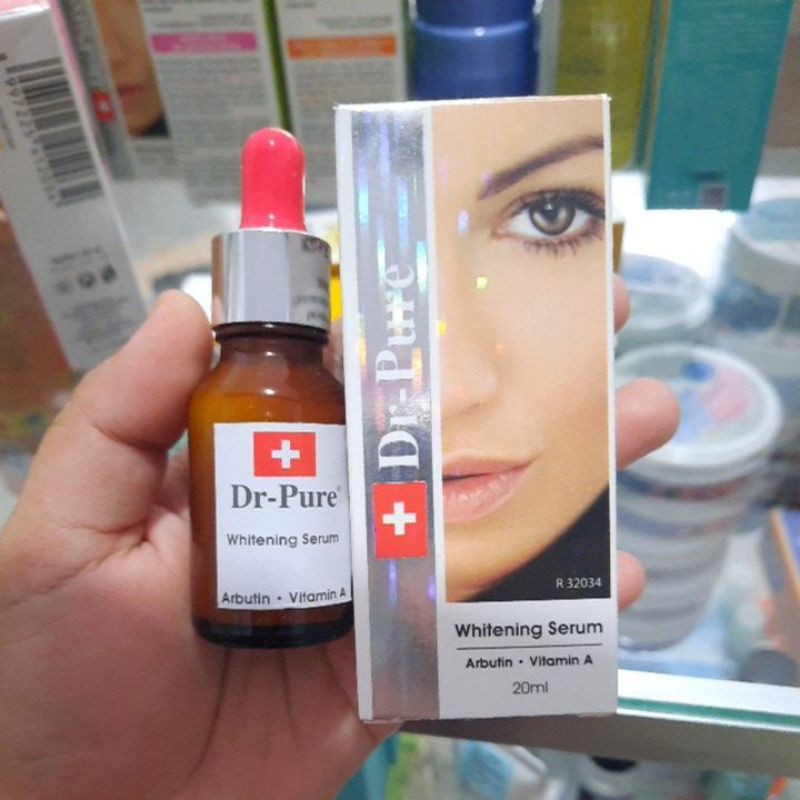 Dr-Pure®
Whitening Serum
Arbutin • Vitamin A
Dr-Pure
R 32034
Whitening Serum
Arbutin • Vitamin A
20ml